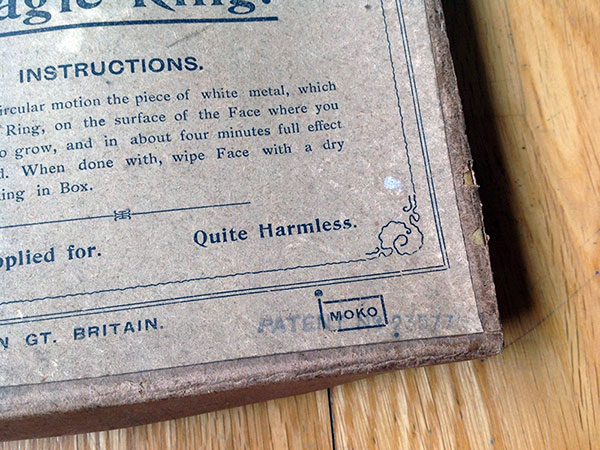 agic Ring.
INSTRUCTIONS.
ircular motion the piece of white metal, which
Ring, on the surface of the Face where you
o grow, and in about four minutes full effect
d. When done with, wipe Face with a dry
ing in Box.
pplied for. Quite Harmless.
N GT. BRITAIN.
PATENT
MOKO